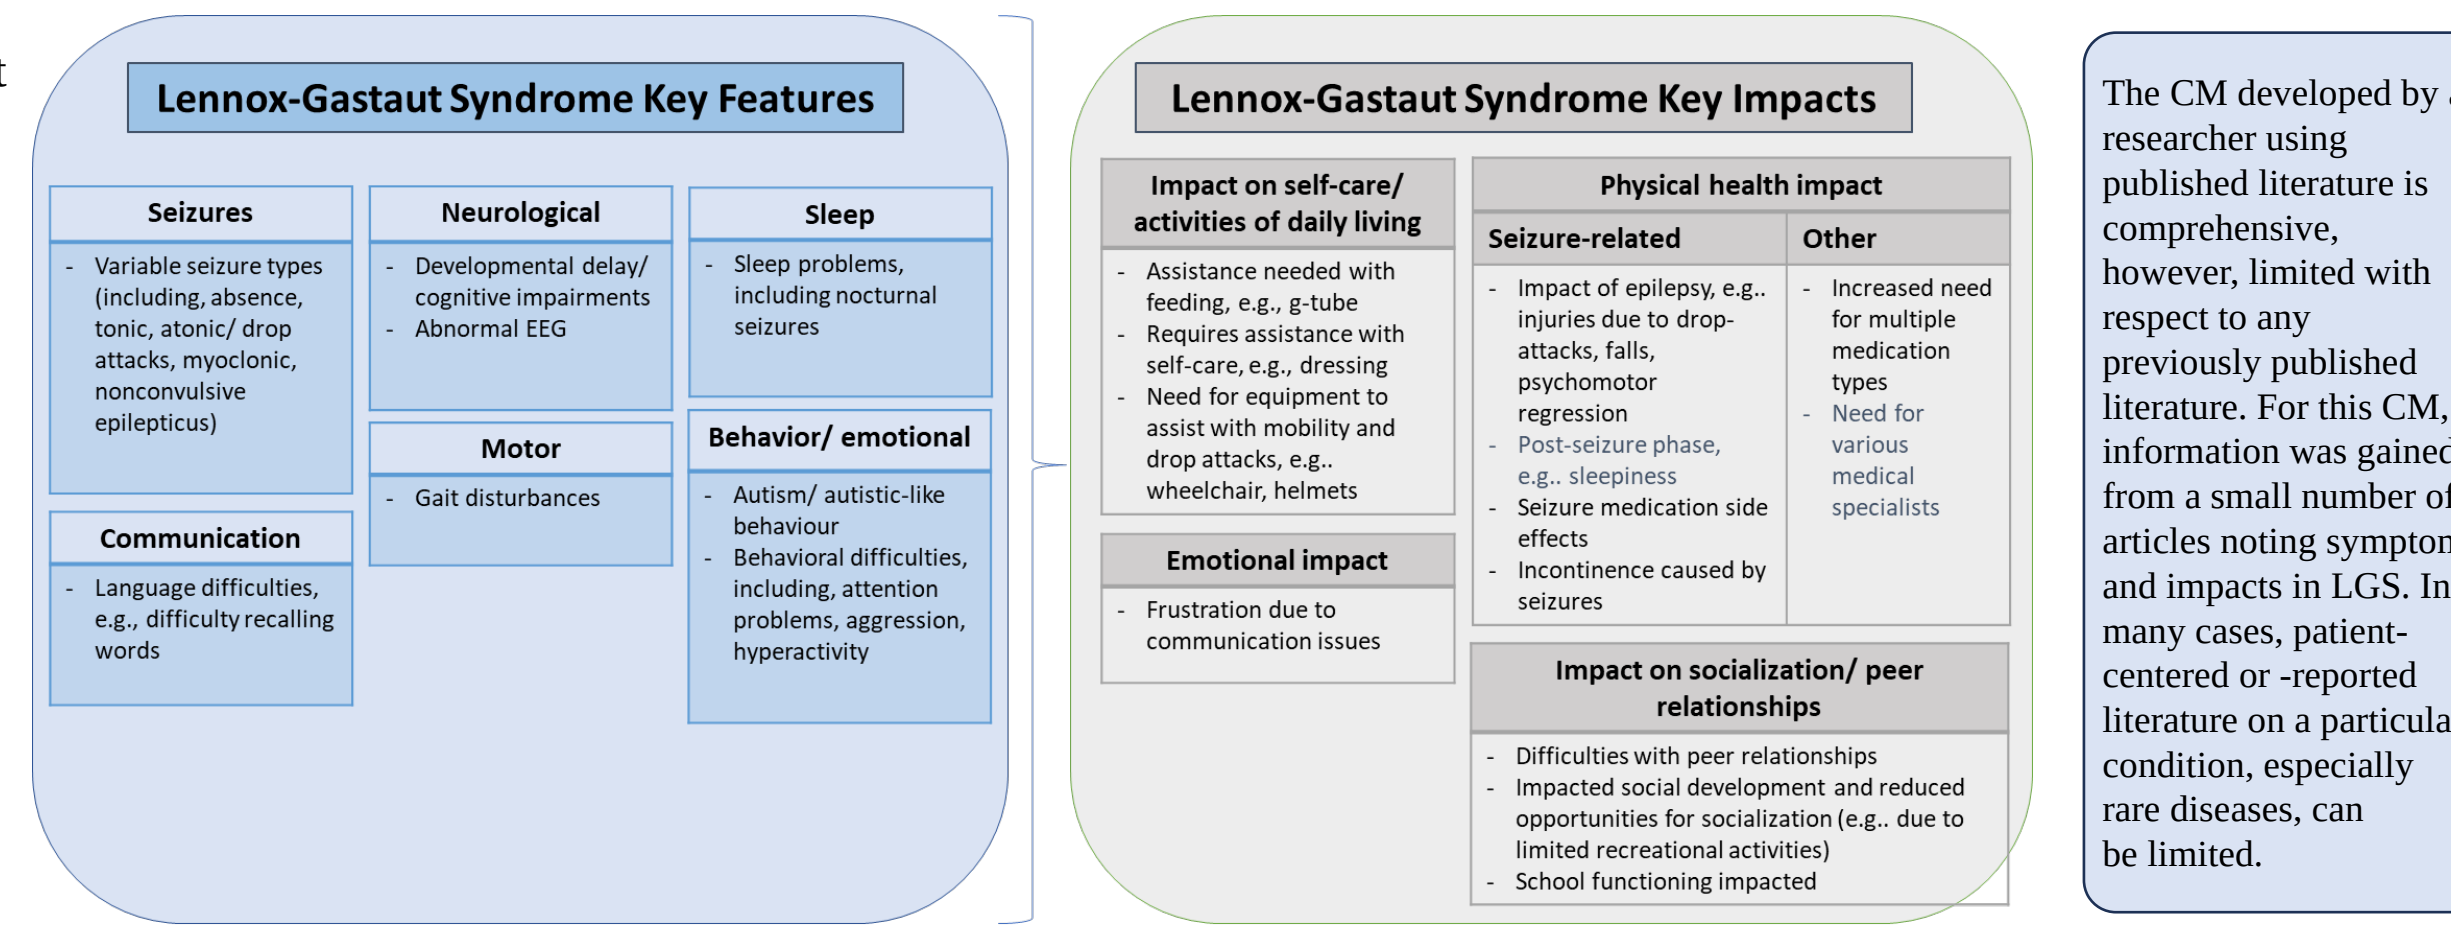 t
Lennox-Gastaut Syndrome Key Features
Seizures
- Variable seizure types
(including, absence,
tonic, atonic/ drop
attacks, myoclonic,
nonconvulsive
epilepticus)
Communication
- Language difficulties,
e.g., difficulty recalling
words
Neurological
- Developmental delay/
cognitive impairments
- Abnormal EEG
Motor
- Gait disturbances
Sleep
- Sleep problems,
including nocturnal
seizures
Behavior/ emotional
- Autism/ autistic-like
behaviour
- Behavioral difficulties,
including, attention
problems, aggression,
hyperactivity
Lennox-Gastaut Syndrome Key Impacts
Impact on self-care/
activities of daily living
- Assistance needed with
feeding, e.g., g-tube
- Requires assistance with
self-care, e.g., dressing
- Need for equipment to
assist with mobility and
drop attacks, e.g..
wheelchair, helmets
Emotional impact
- Frustration due to
communication issues
Physical health impact
Seizure-related
- Impact of epilepsy, e.g..
injuries due to drop-
attacks, falls,
psychomotor
regression
- Post-seizure phase,
e.g.. sleepiness
- Seizure medication side
effects
- Incontinence caused by
seizures
Other
- Increased need
for multiple
medication
types
- Need for
various
medical
specialists
Impact on socialization/ peer
relationships
- Difficulties with peer relationships
- Impacted social development and reduced
opportunities for socialization (e.g.. due to
limited recreational activities)
- School functioning impacted
The CM developed by
researcher using
published literature is
comprehensive,
however, limited with
respect to any
previously published
literature. For this CM,
information was gained
from a small number of
articles noting
and impacts in LGS. In
many cases, patient-
centered or -reported
literature on a
condition, especially
rare diseases, can
be limited.